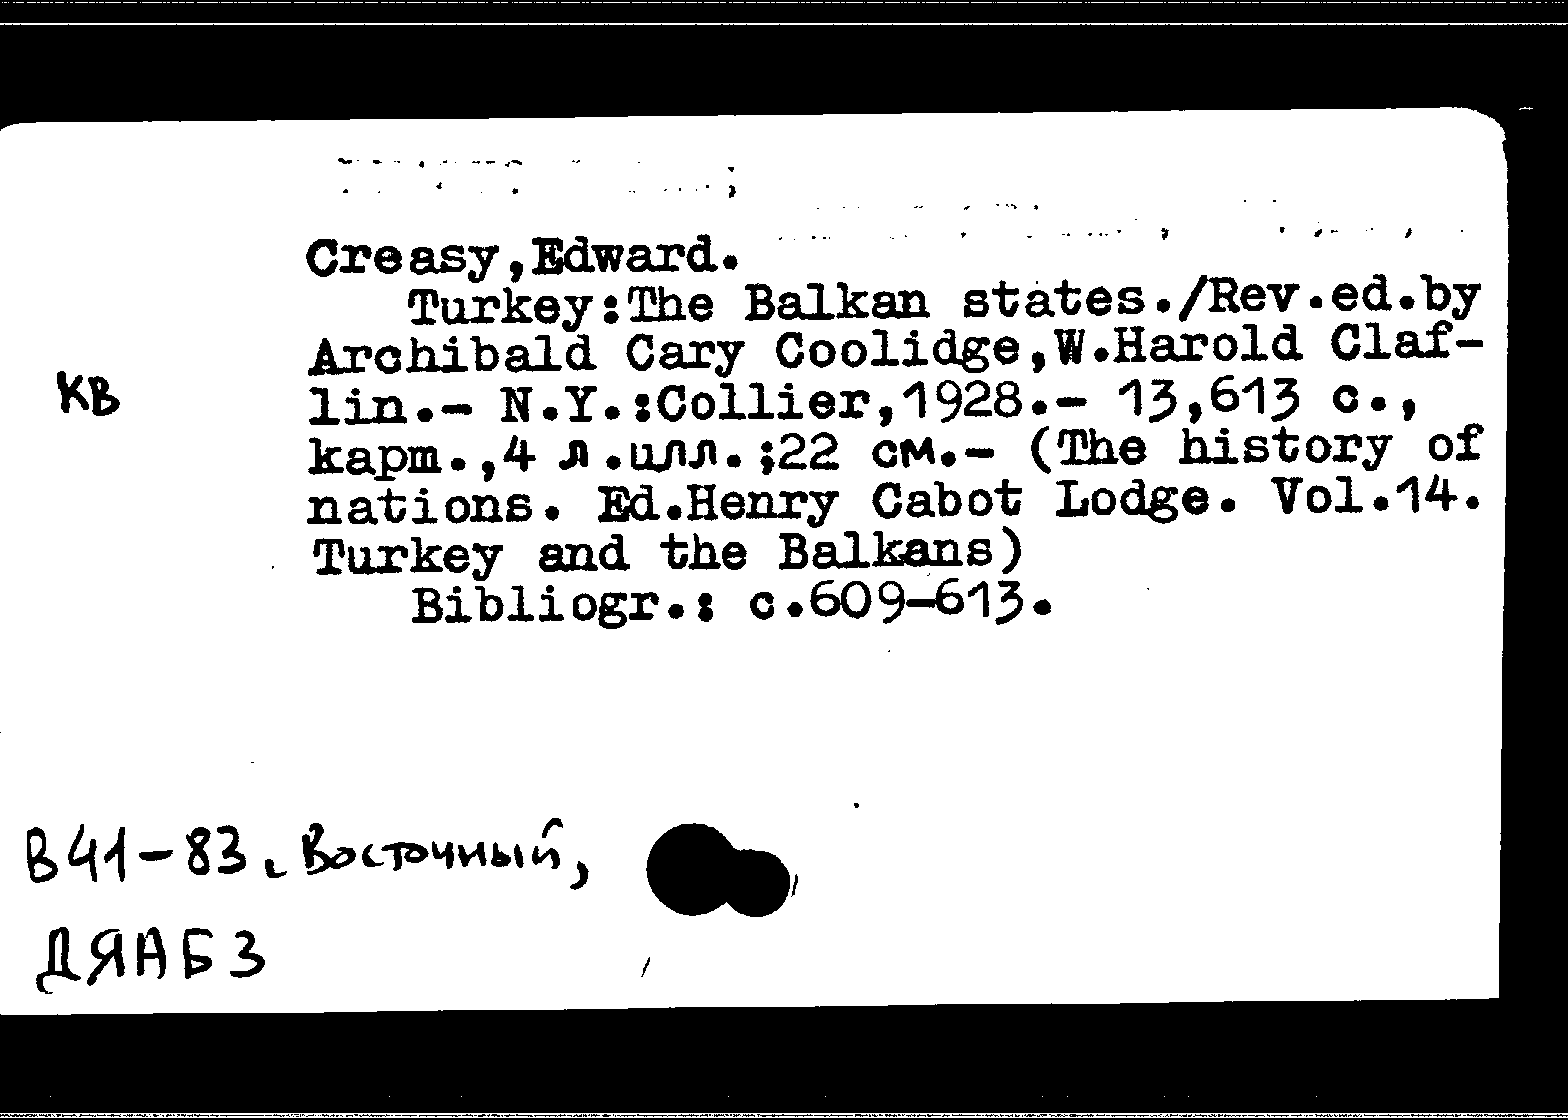 Creasy,Edward.
Turkey:The Balkan states./Rev.ed.by
Archibald Cary Coolidge,W.Harold Claf-
КВ
lin.- N.Y.:Collier,1928.- 13,613 с.,
карт.,4 л.илл.;22 см.- (The history of
nations. Ed.Henry Cabot Lodge. Vol.14.
Turkey and the Balkans)
Bibliogr.: с.609-613.
В41-83. Восточный,
ДЯАБЗ